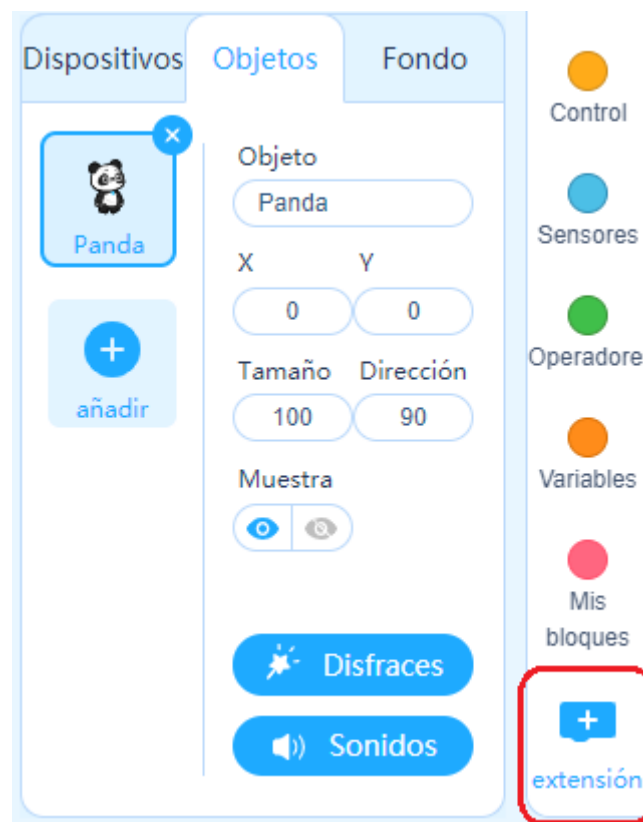 Dispositivos Objetos Fondo
Panda
añadir
Objeto
Panda
X Y
0 0
Tamaño Dirección
100 90
Muestra
Disfraces
Sonidos
Control
Sensores
Operadore
Variables
Mis
bloques
extensión